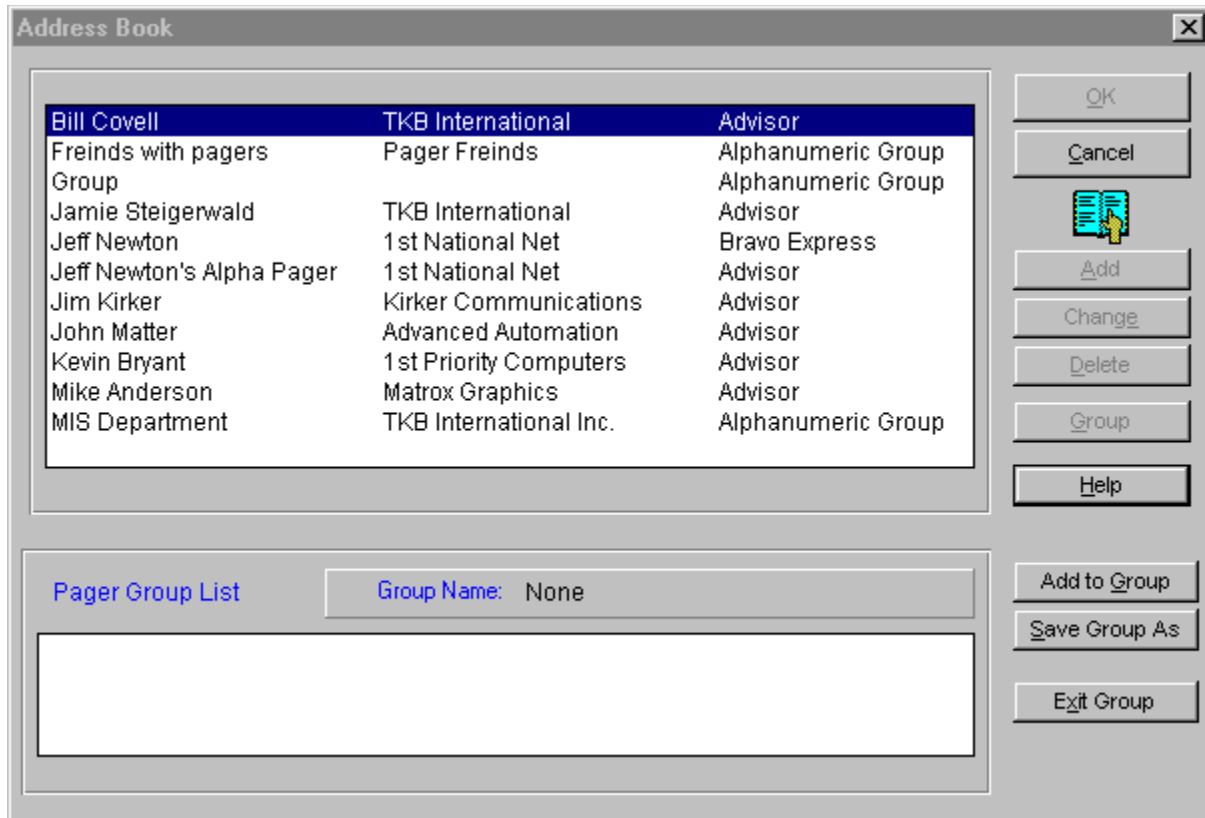 Address Book
Bill Covell TKB International Advisor
Freinds with pagers Pager Freinds Alphanumeric Group
Group Alphanumeric Group
Jamie Steigerwald TKB International Advisor
Jeff Newton 1st National Net Bravo Express
Jeff Newton's Alpha Pager 1st National Net Advisor
Jim Kirker Kirker Communications Advisor
John Matter Advanced Automation Advisor
Kevin Bryant 1st Priority Computers Advisor
Mike Anderson Matrox Graphics Advisor
MIS Department TKB International Inc. Alphanumeric Group
OK
Cancel
Add
Change
Delete
Group
Help
Pager Group List
Group Name: None
Add to Group
Save Group As
Exit Group